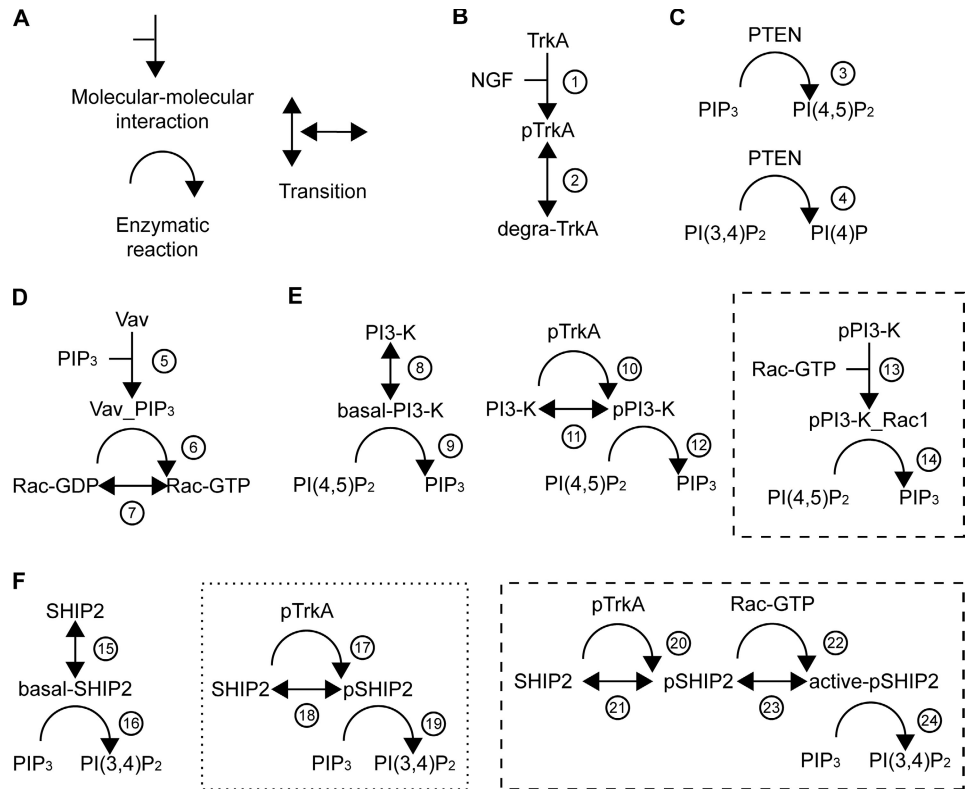 A
Molecular-molecular
interaction
Enzymatic
reaction
Transition
B
TrkA
NGF
1
pTrkA
2
degra-TrkA
C
PTEN
3
PIP3
PI(4,5)P2
PTEN
4
PI(3,4)P2
PI(4)P
D
Vav
PIP3
5
Vav_PIP3
6
Rac-GDP
Rac-GTP
7
E
PI3-K
8
basal-PI3-K
9
PI(4,5)P2
PIP3
pTrkA
10
PI3-K
pPI3-K
11
12
PI(4,5)P2
PIP3
pPI3-K
Rac-GTP
13
pPI3-K_Rac1
14
PI(4,5)P2
PIP3
F
SHIP2
15
basal-SHIP2
16
PIP3
PI(3,4)P2
pTrkA
17
SHIP2
pSHIP2
18
19
PIP3
PI(3,4)P2
pTrkA
Rac-GTP
20
22
SHIP2
pSHIP2
active-pSHIP2
21
23
24
PIP3
PI(3,4)P2